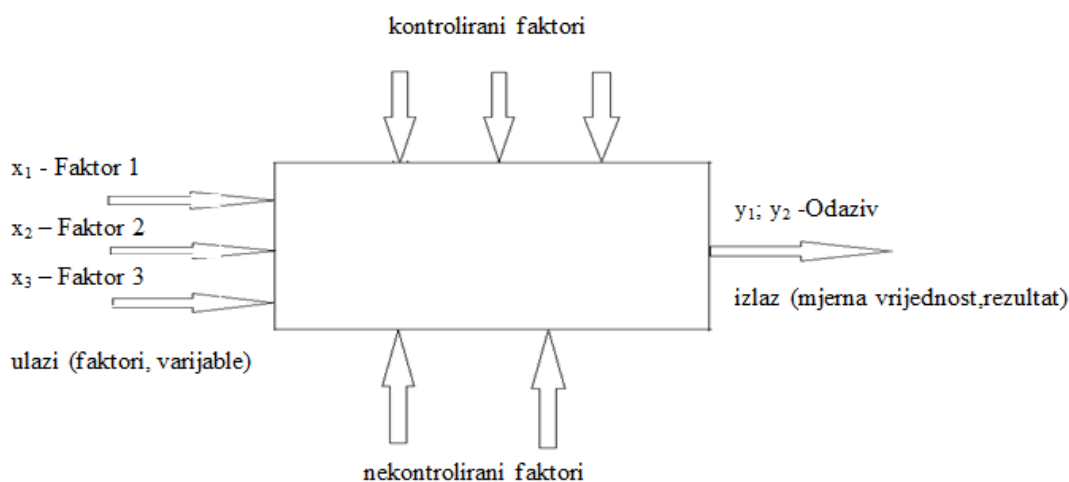 kontrolirani faktori
x₁ - Faktor 1
x₂ – Faktor 2
x₃ – Faktor 3
ulazi (faktori, varijable)
y₁; y₂ -Odaziv
izlaz (mjerna vrijednost,rezultat)
nekontrolirani faktori